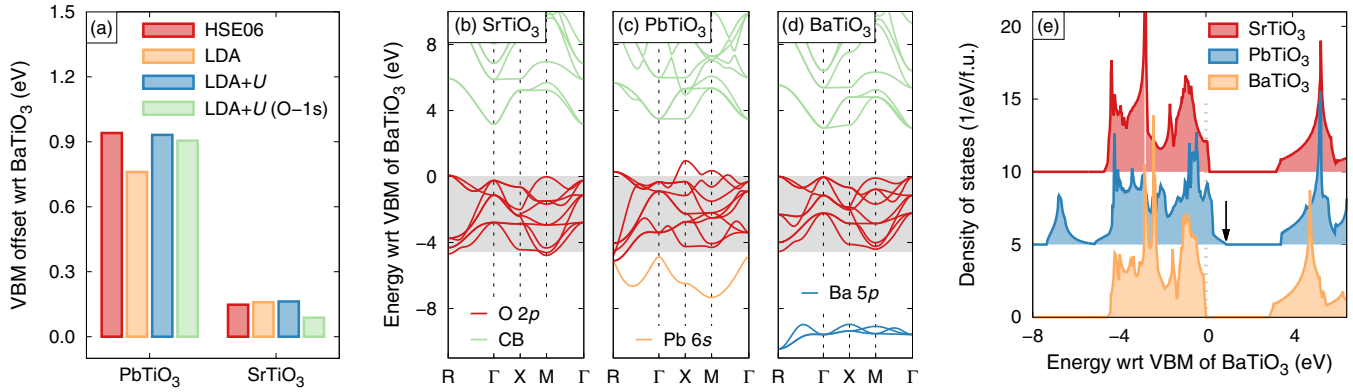 (a)
HSE06
LDA
LDA+U
LDA+U (O−1s)
VBM offset wrt BaTiO3 (eV)
1.5
1.2
0.9
0.6
0.3
0.0
PbTiO3
SrTiO3
(b) SrTiO3
(c) PbTiO3
(d) BaTiO3
Energy wrt VBM of BaTiO3 (eV)
8
4
0
−4
−8
O 2p
CB
Pb 6s
Ba 5p
R Γ X M Γ
R Γ X M Γ
R Γ X M Γ
(e)
SrTiO3
PbTiO3
BaTiO3
Density of states (1/eV/f.u.)
20
15
10
5
0
−8 −4 0 4
Energy wrt VBM of BaTiO3 (eV)